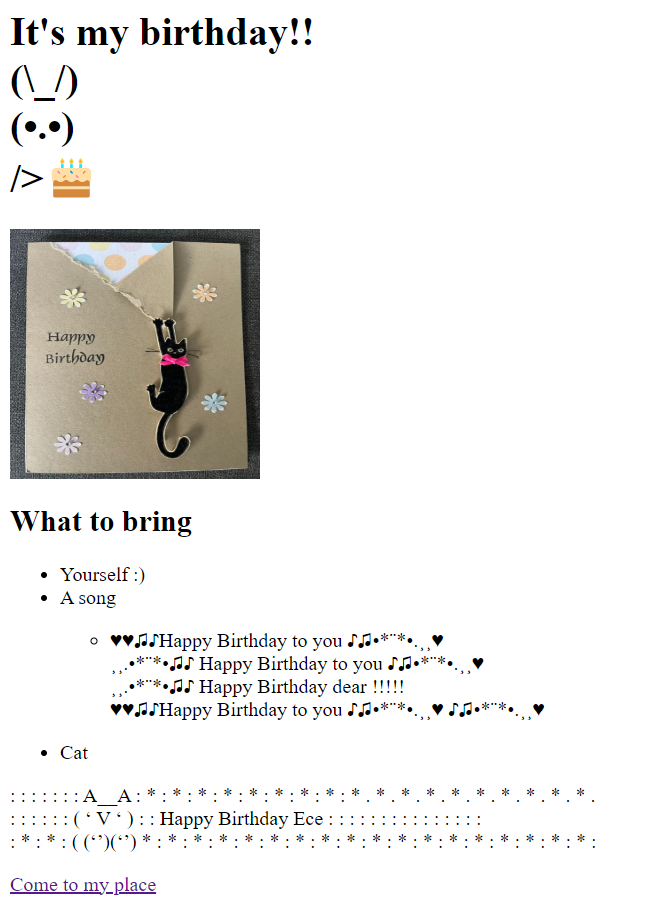 It's my birthday!!
(\_/)
(•.•)
/> 🎂
Happy
Birthday
What to bring
Yourself :)
A song
♥♥♫♪Happy Birthday to you ♪♫•*¨*•.¸¸♥
¸¸.•*¨*•♫♪ Happy Birthday to you ♪♫•*¨*•.¸¸♥
¸¸.•*¨*•♫♪ Happy Birthday dear !!!!!
♥♥♫♪Happy Birthday to you ♪♫•*¨*•.¸¸♥ ♪♫•*¨*•.¸¸♥
Cat
: : : : : : : A__A : * : * : * : * : * : * : * : * : * . * . * . * . * . * . * . * . * . * .
: : : : : : ( ‘ V ‘ ) : : Happy Birthday Ece : : : : : : : : : : : : : : :
: * : * : ( (‘’)(‘’) * : * : * : * : * : * : * : * : * : * : * : * : * : * : * : * : * : * :
Come to my place